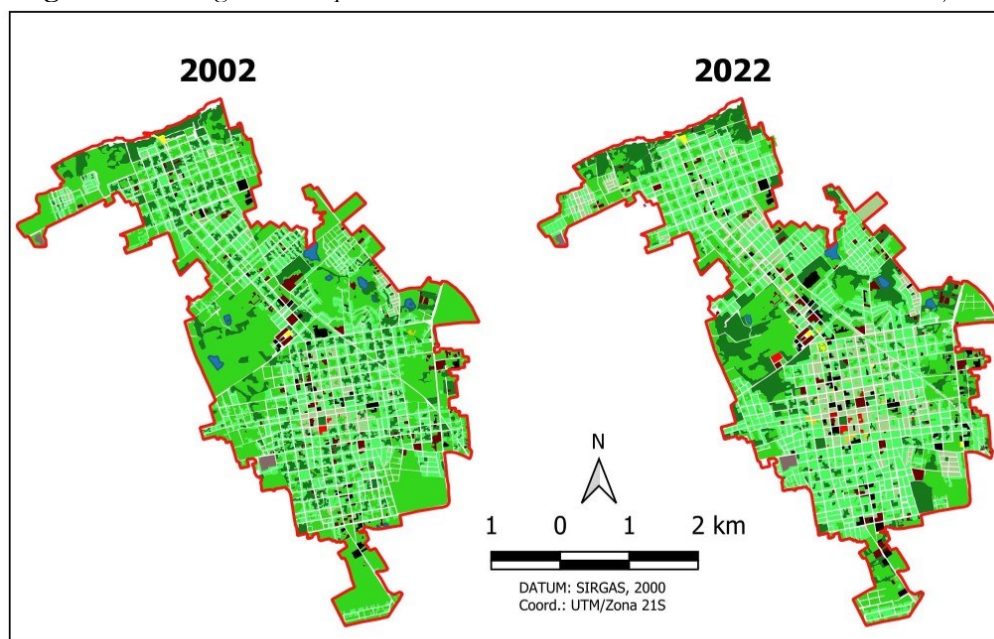 2002
2022
N
1 0 1 2 km
DATUM: SIRGAS, 2000
Coord.: UTM/Zona 21S